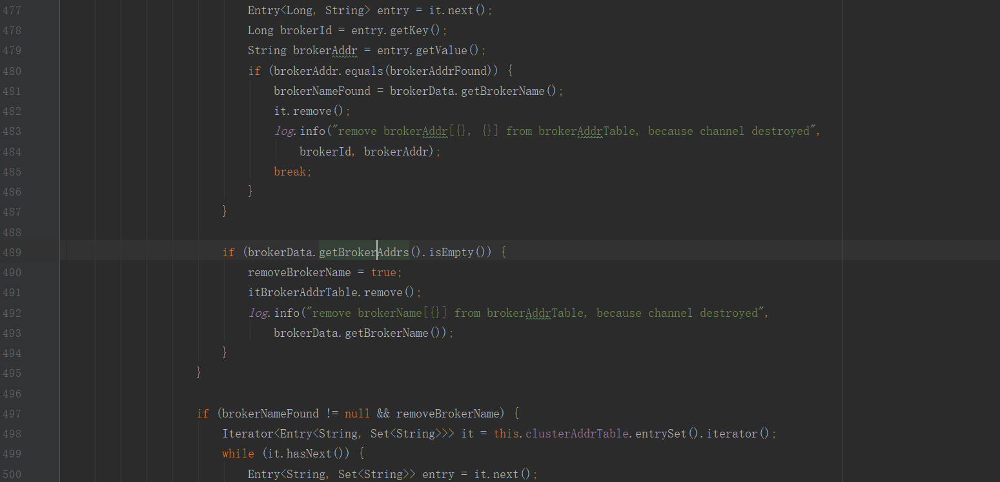 477 Entry<Long, String> entry = it.next();
478 Long brokerId = entry.getKey();
479 String brokerAddr = entry.getValue();
480 if (brokerAddr.equals(brokerAddrFound)) {
481 brokerNameFound = brokerData.getBrokerName();
482 it.remove();
483 log.info("remove brokerAddr[{}, {}] from brokerAddrTable, because channel destroyed",
484 brokerId, brokerAddr);
485 break;
486 }
487 }
488
489 if (brokerData.getBrokerAddrs().isEmpty()) {
490 removeBrokerName = true;
491 itBrokerAddrTable.remove();
492 log.info("remove brokerName[{}] from brokerAddrTable, because channel destroyed",
493 brokerData.getBrokerName());
494 }
495 }
496
497 if (brokerNameFound != null && removeBrokerName) {
498 Iterator<Entry<String, Set<String>>> it = this.clusterAddrTable.entrySet().iterator();
499 while (it.hasNext()) {
500 Entry<String, Set<String>> entry = it.next();